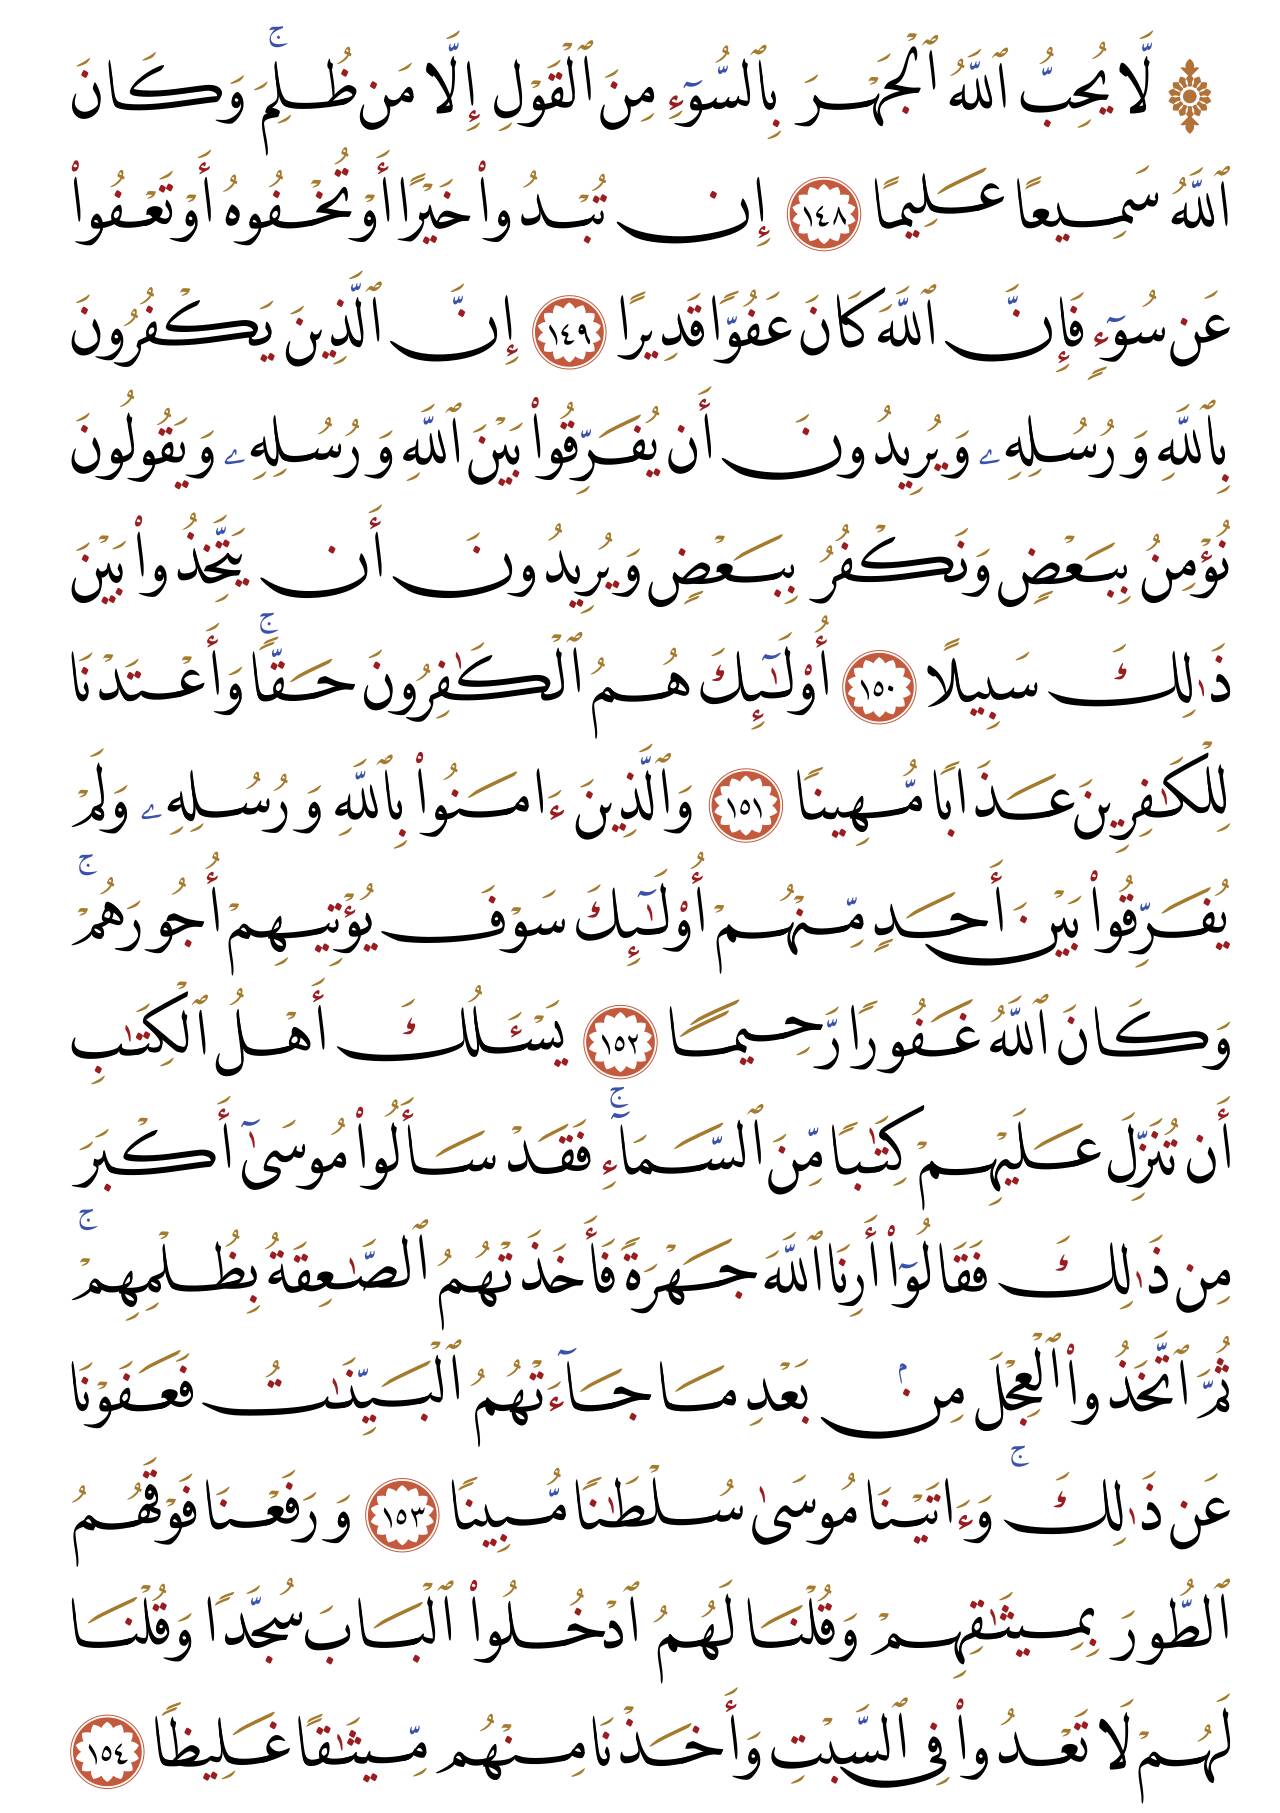 ۞ لَّا يُحِبُّ ٱللَّهُ ٱلْجَهْرَ بِٱلسُّوٓءِ مِنَ ٱلْقَوْلِ إِلَّا مَن ظُلِمَ ۚ وَكَانَ
ٱللَّهُ سَمِيعًا عَلِيمًا ١٤٨ إِن تُبْدُوا۟ خَيْرًا أَوْ تُخْفُوهُ أَوْ تَعْفُوا۟
عَن سُوٓءٍ فَإِنَّ ٱللَّهَ كَانَ عَفُوًّا قَدِيرًا ١٤٩ إِنَّ ٱلَّذِينَ يَكْفُرُونَ
بِٱللَّهِ وَرُسُلِهِۦ وَيُرِيدُونَ أَن يُفَرِّقُوا۟ بَيْنَ ٱللَّهِ وَرُسُلِهِۦ وَيَقُولُونَ
نُؤْمِنُ بِبَعْضٍ وَنَكْفُرُ بِبَعْضٍ وَيُرِيدُونَ أَن يَتَّخِذُوا۟ بَيْنَ
ذَٰلِكَ سَبِيلًا ١٥٠ أُو۟لَـٰٓئِكَ هُمُ ٱلْكَـٰفِرُونَ حَقًّا ۚ وَأَعْتَدْنَا
لِلْكَـٰفِرِينَ عَذَابًا مُّهِينًا ١٥١ وَٱلَّذِينَ ءَامَنُوا۟ بِٱللَّهِ وَرُسُلِهِۦ وَلَمْ
يُفَرِّقُوا۟ بَيْنَ أَحَدٍ مِّنْهُمْ أُو۟لَـٰٓئِكَ سَوْفَ يُؤْتِيهِمْ أُجُورَهُمْ ۚ
وَكَانَ ٱللَّهُ غَفُورًا رَّحِيمًا ١٥٢ يَسْـَٔلُكَ أَهْلُ ٱلْكِتَـٰبِ
أَن تُنَزِّلَ عَلَيْهِمْ كِتَـٰبًا مِّنَ ٱلسَّمَآءِ ۚ فَقَدْ سَأَلُوا۟ مُوسَىٰٓ أَكْبَرَ
مِن ذَٰلِكَ فَقَالُوٓا۟ أَرِنَا ٱللَّهَ جَهْرَةً فَأَخَذَتْهُمُ ٱلصَّـٰعِقَةُ بِظُلْمِهِمْ ۚ
ثُمَّ ٱتَّخَذُوا۟ ٱلْعِجْلَ مِنۢ بَعْدِ مَا جَآءَتْهُمُ ٱلْبَيِّنَـٰتُ فَعَفَوْنَا
عَن ذَٰلِكَ ۚ وَءَاتَيْنَا مُوسَىٰ سُلْطَـٰنًا مُّبِينًا ١٥٣ وَرَفَعْنَا فَوْقَهُمُ
ٱلطُّورَ بِمِيثَـٰقِهِمْ وَقُلْنَا لَهُمُ ٱدْخُلُوا۟ ٱلْبَابَ سُجَّدًا وَقُلْنَا
لَهُمْ لَا تَعْدُوا۟ فِى ٱلسَّبْتِ وَأَخَذْنَا مِنْهُم مِّيثَـٰقًا غَلِيظًا ١٥٤